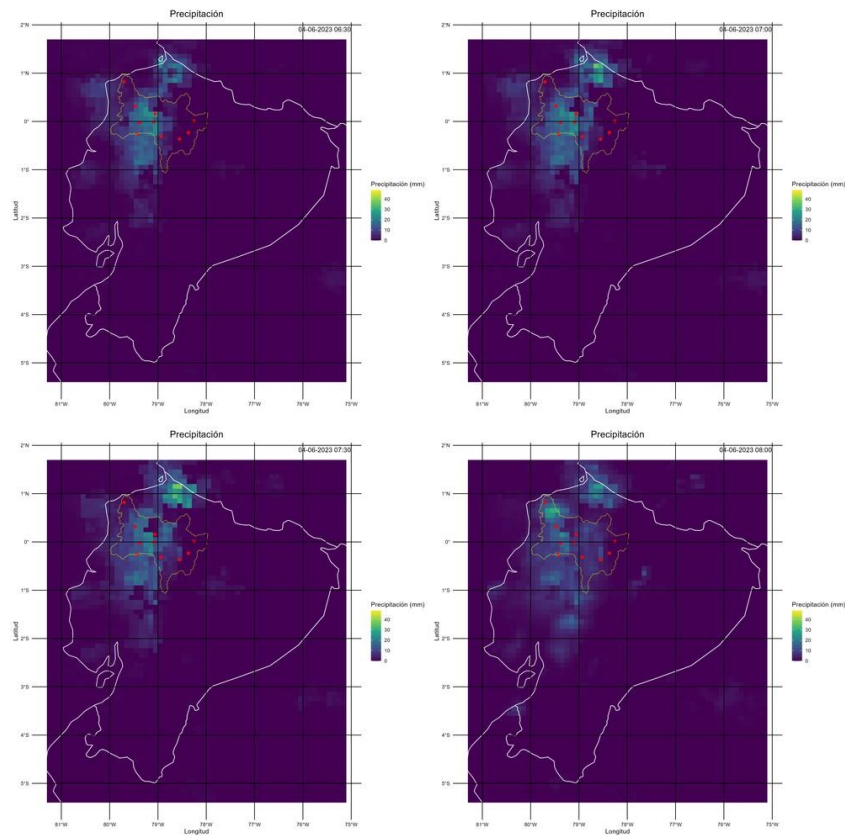 Precipitación
04-06-2023 06:30
2°N
1°N
0°
1°S
2°S
3°S
4°S
5°S
Latitud
81°W
80°W
79°W
78°W
77°W
76°W
75°W
Longitud
Precipitación (mm)
40
30
20
10
0
Precipitación
04-06-2023 07:00
2°N
1°N
0°
1°S
2°S
3°S
4°S
5°S
Latitud
81°W
80°W
79°W
78°W
77°W
76°W
75°W
Longitud
Precipitación (mm)
40
30
20
10
0
Precipitación
04-06-2023 07:30
2°N
1°N
0°
1°S
2°S
3°S
4°S
5°S
Latitud
81°W
80°W
79°W
78°W
77°W
76°W
75°W
Longitud
Precipitación (mm)
40
30
20
10
0
Precipitación
04-06-2023 08:00
2°N
1°N
0°
1°S
2°S
3°S
4°S
5°S
Latitud
81°W
80°W
79°W
78°W
77°W
76°W
75°W
Longitud
Precipitación (mm)
40
30
20
10
0